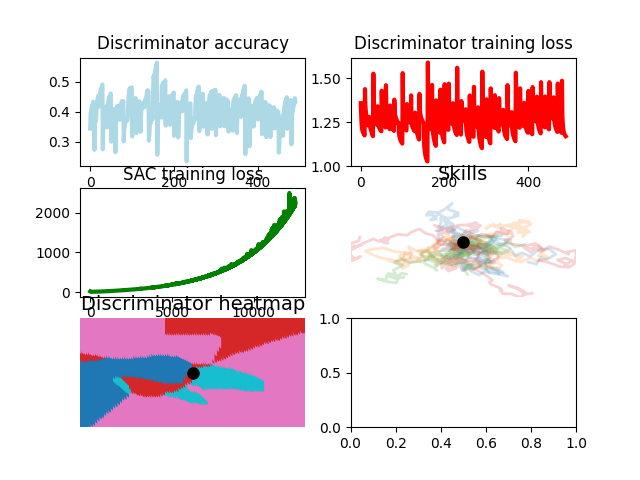 Discriminator accuracy
0.5
0.4
0.3
0 200 400
Discriminator training loss
1.50
1.25
1.00
0 200 400
SAC training loss
2000
1000
0
0 5000 10000
Skills
Discriminator heatmap
1.0
0.5
0.0
0.0 0.2 0.4 0.6 0.8 1.0